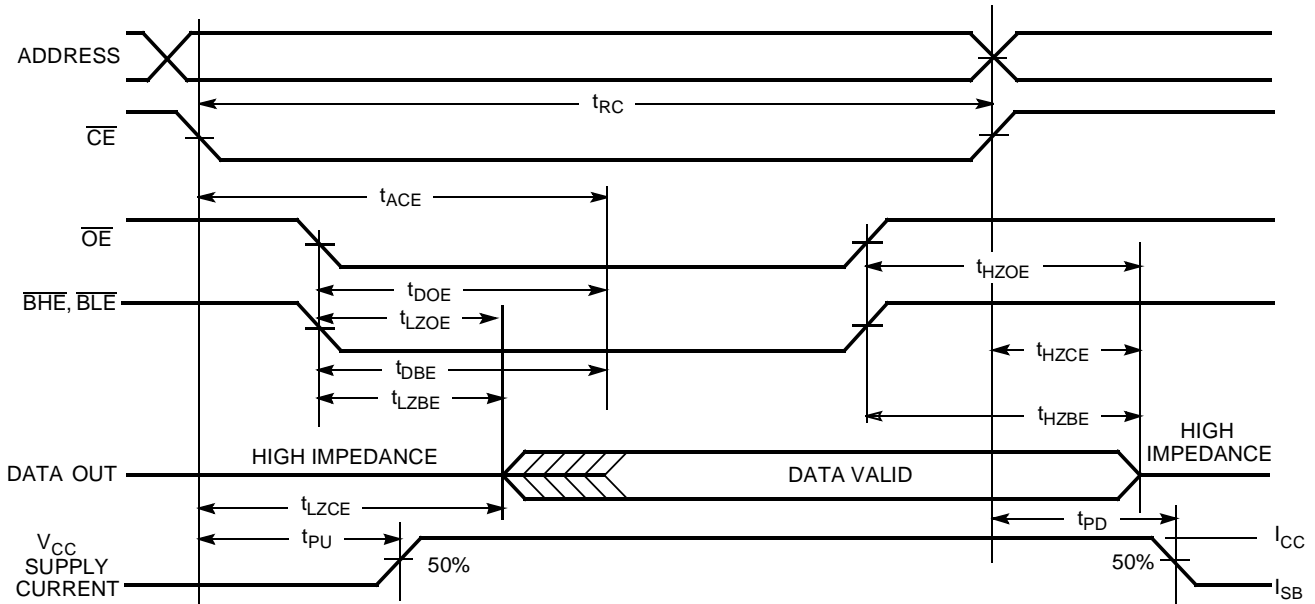 ADDRESS
tRC
CE
tACE
OE
tHZOE
tDOE
BHE, BLE
tLZOE
tHZCE
tDBE
tLZBE
tHZBE
HIGH IMPEDANCE
HIGH
IMPEDANCE
DATA OUT
DATA VALID
tLZCE
tPD
tPU
VCC
SUPPLY
CURRENT
50%
50%
ICC
ISB